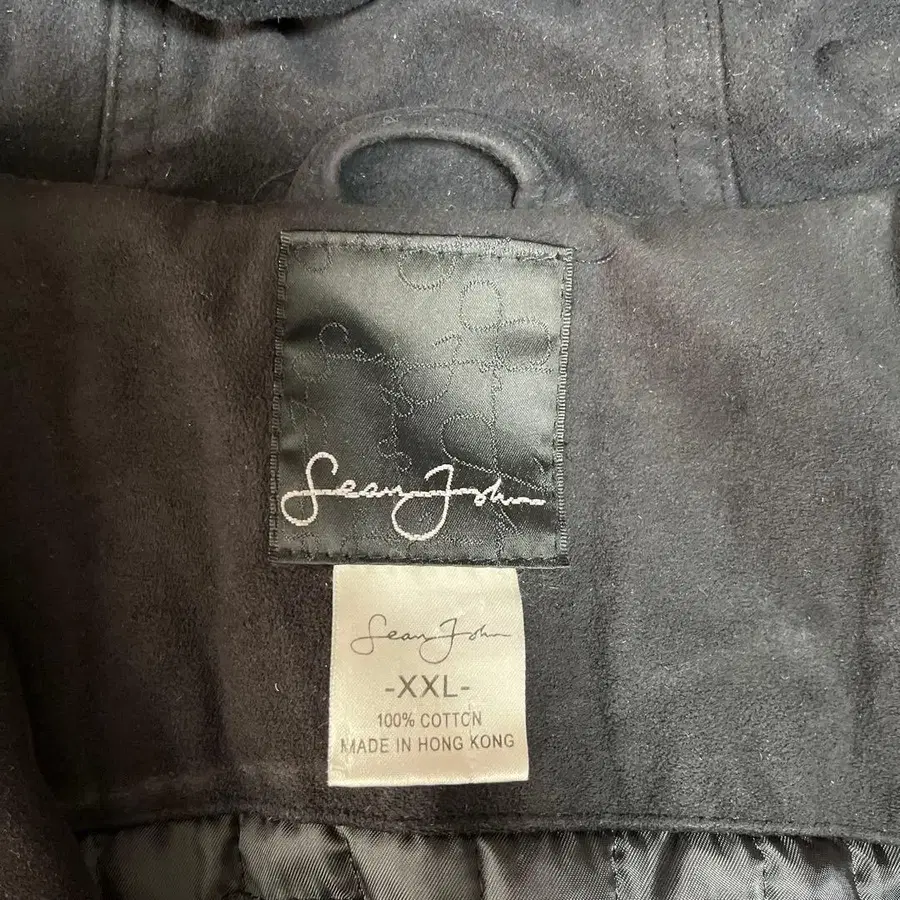 Sean John
Sean John
-XXL-
100% COTTON
MADE IN HONG KONG